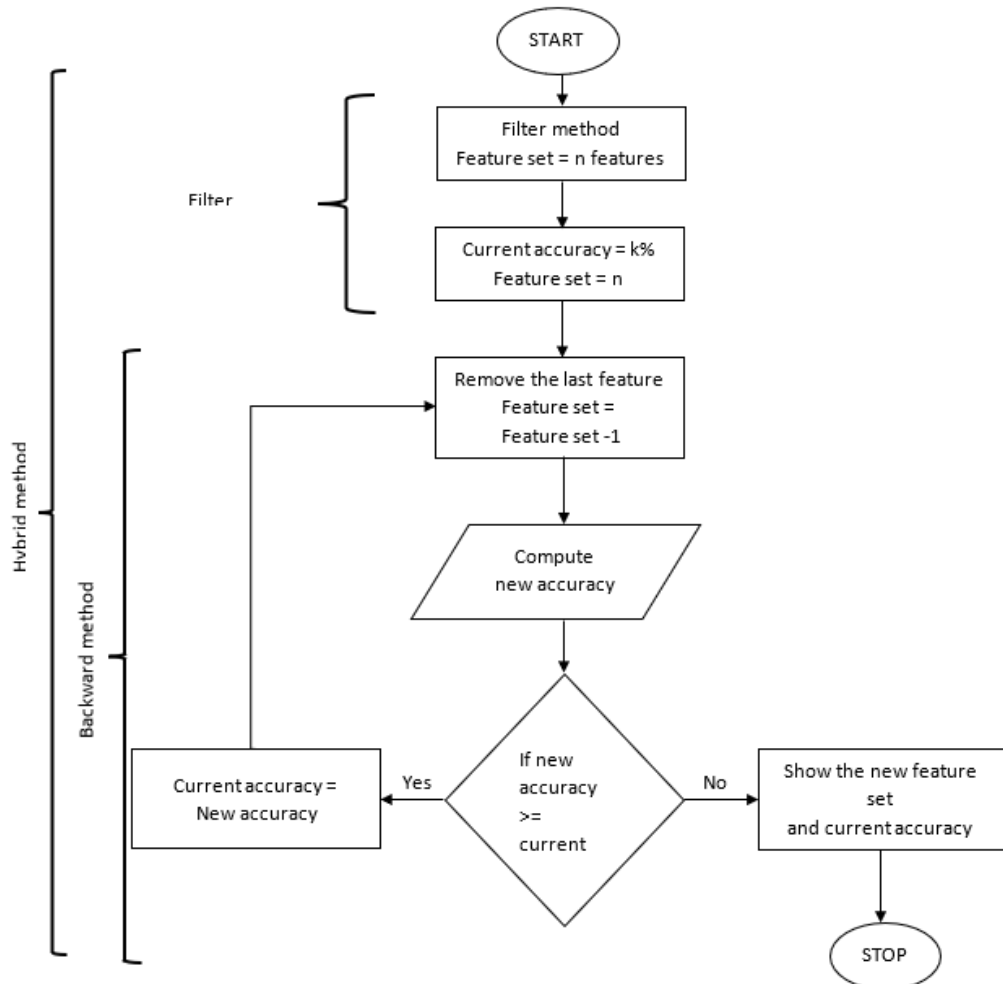 START
Filter method
Feature set = n features
Filter
Current accuracy = k%
Feature set = n
Remove the last feature
Feature set =
Feature set -1
Hybrid method
Backward method
Compute
new accuracy
If new
accuracy
>=
current
Yes
No
Current accuracy =
New accuracy
Show the new feature
set
and current accuracy
STOP